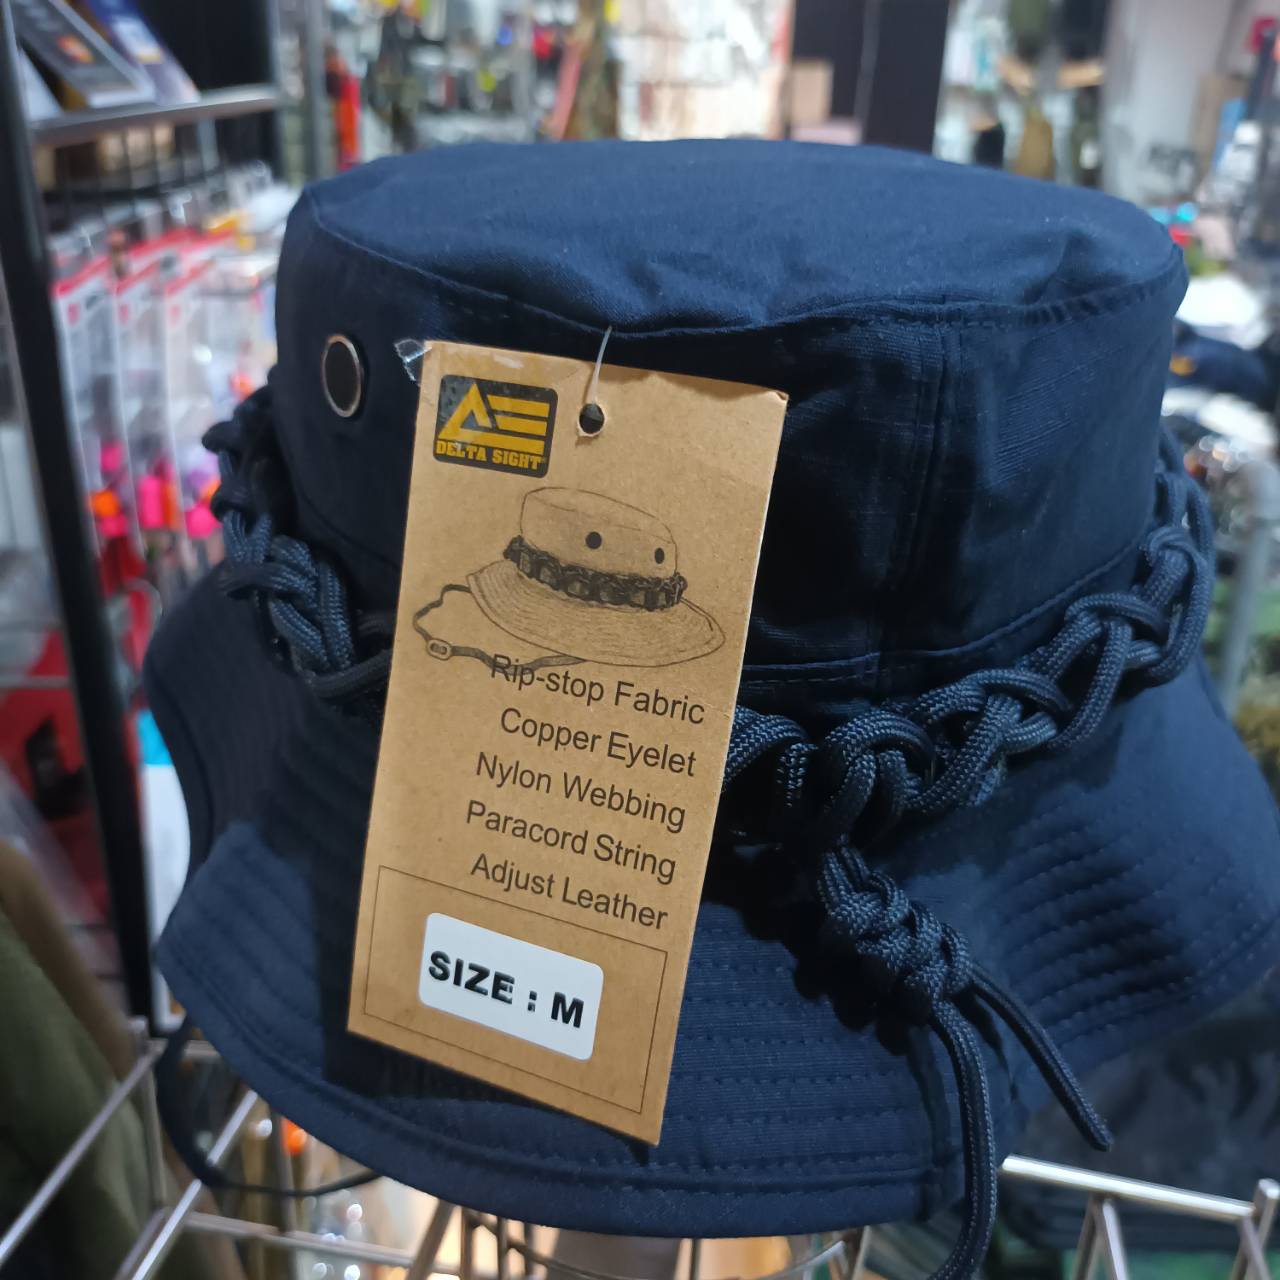 DELTA SIGHT
Rip-stop Fabric
Copper Eyelet
Nylon Webbing
Paracord String
Adjust Leather
SIZE : M